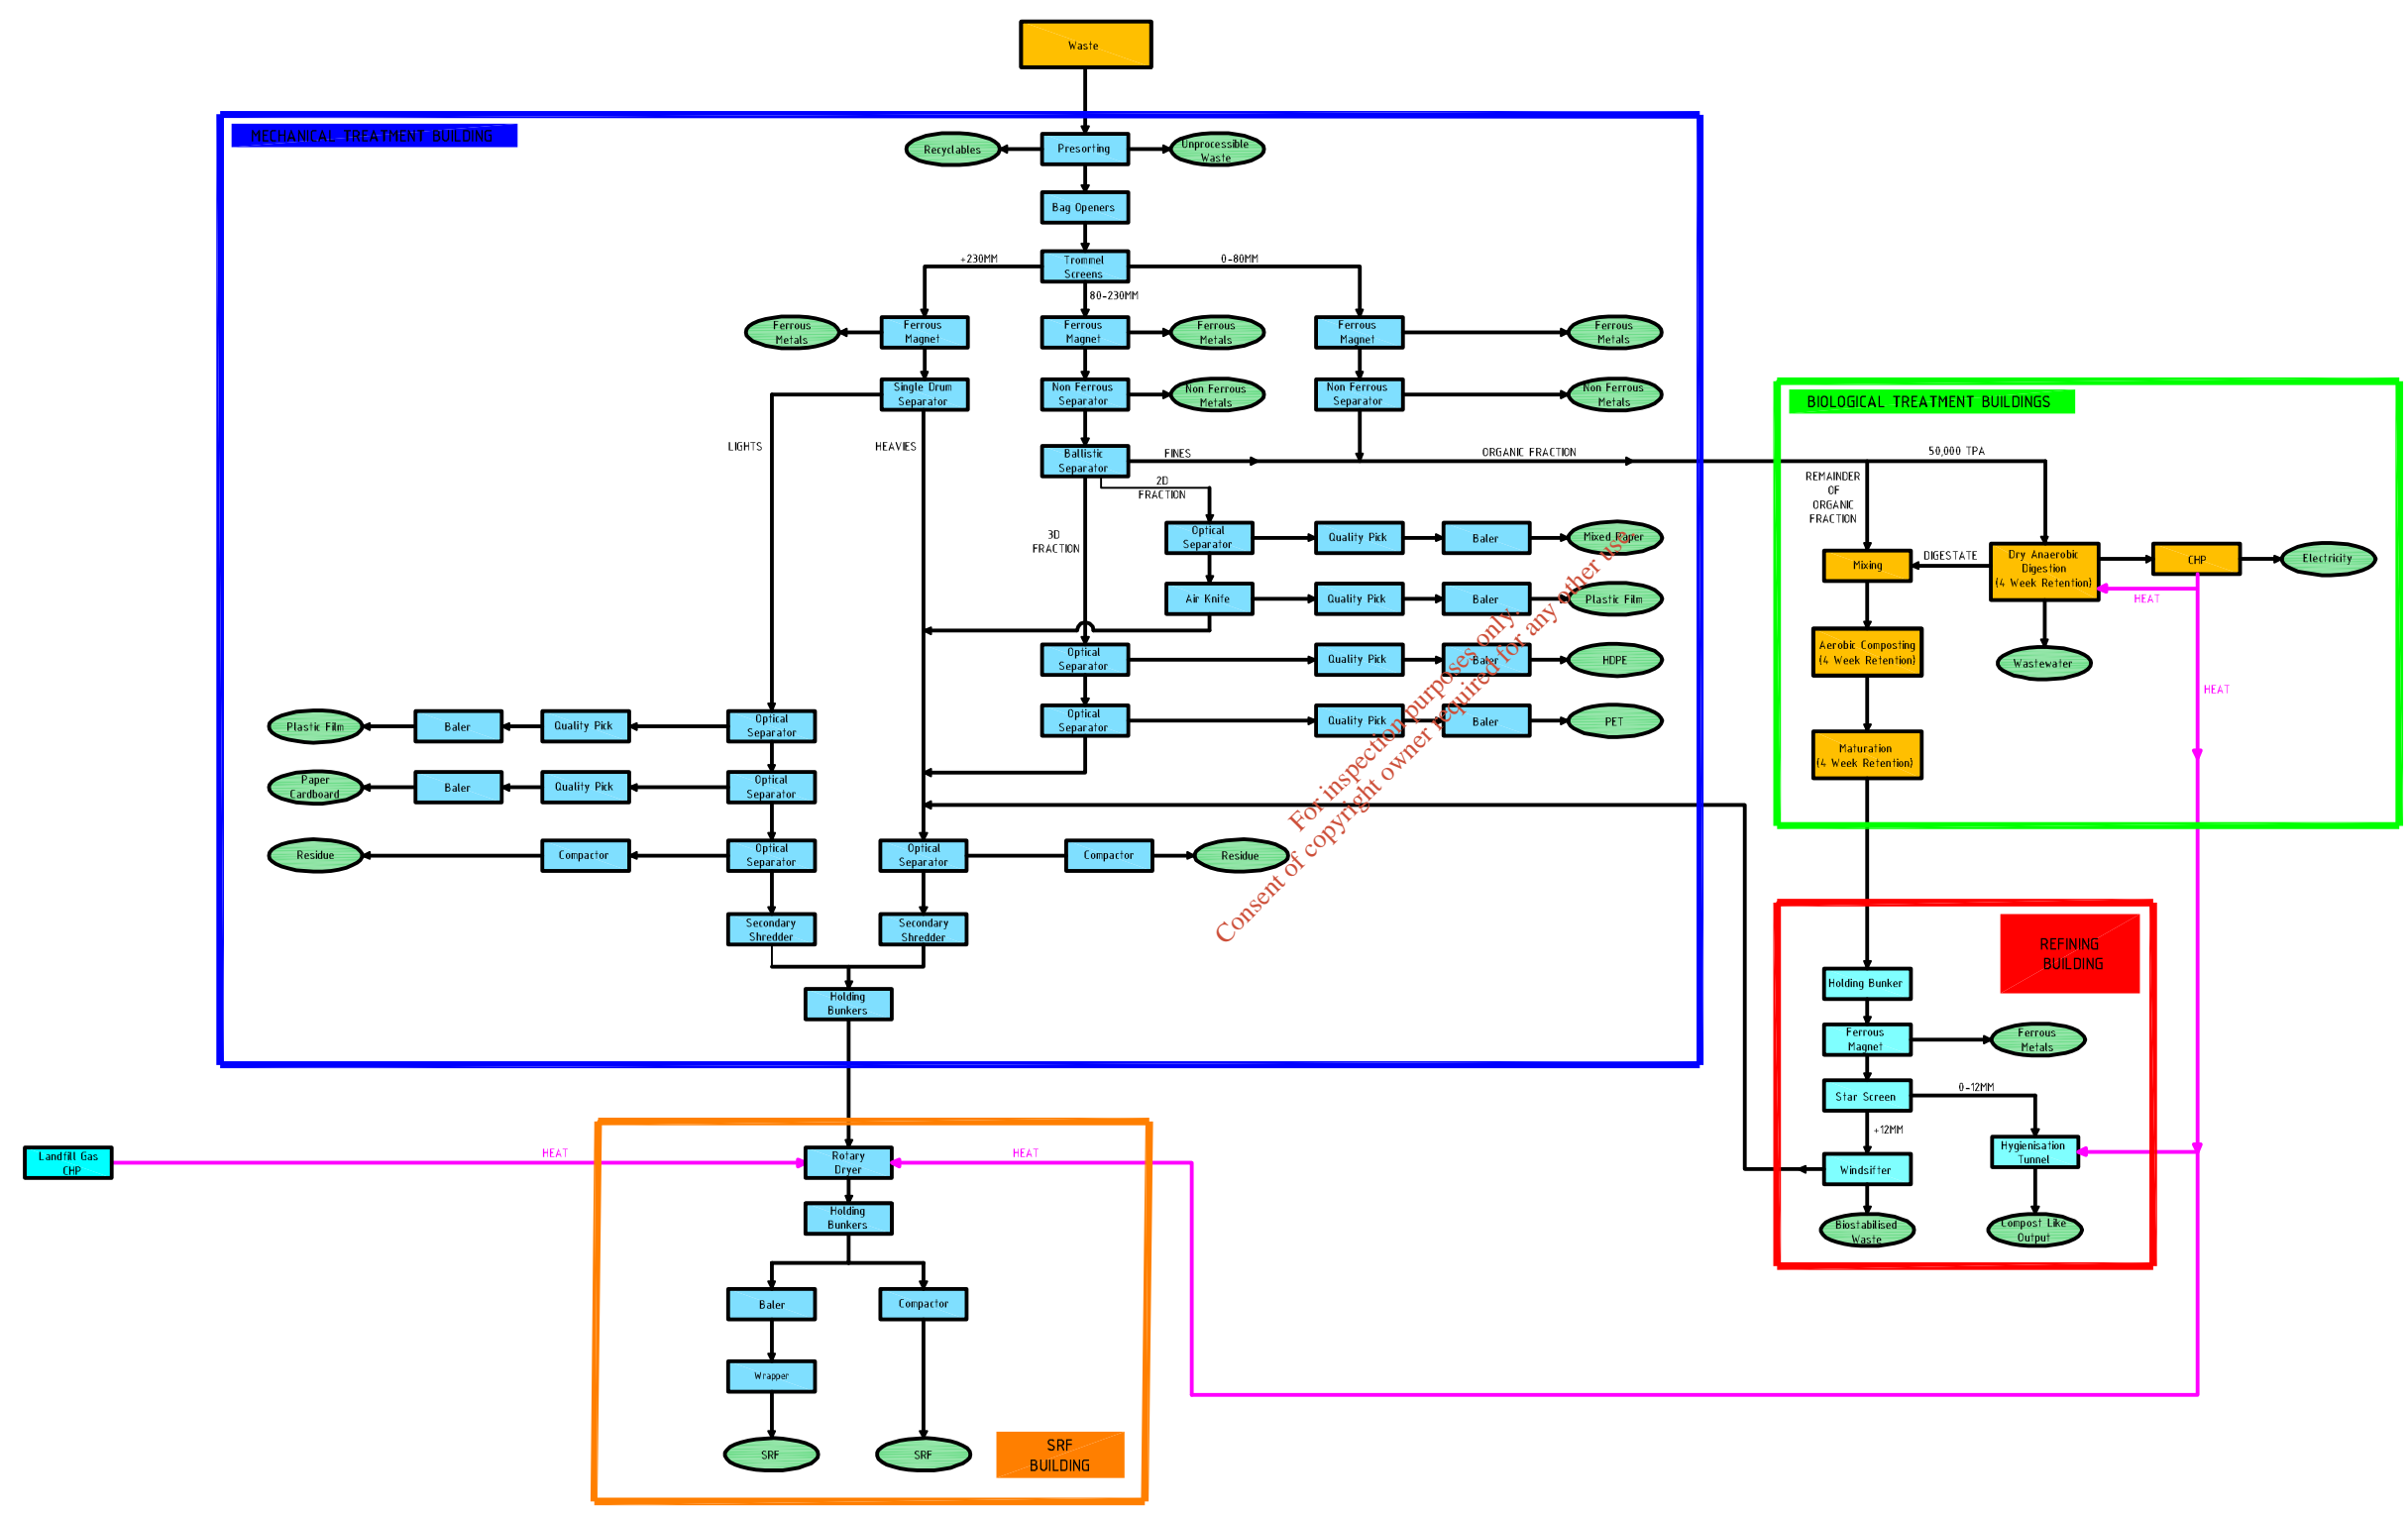 Waste
MECHANICAL TREATMENT BUILDING
Recyclables
Presorting
Unprocessible
Waste
Bag Openers
+230MM
Trommel
Screens
0-80MM
80-230MM
Ferrous
Metals
Ferrous
Magnet
Ferrous
Magnet
Ferrous
Metals
Ferrous
Magnet
Ferrous
Metals
Single Drum
Separator
Non Ferrous
Separator
Non Ferrous
Metals
Non Ferrous
Separator
Non Ferrous
Metals
LIGHTS
HEAVIES
Ballistic
Separator
FINES
ORGANIC FRACTION
2D
FRACTION
3D
FRACTION
Optical
Separator
Quality Pick
Baler
Mixed Paper
Air Knife
Quality Pick
Baler
Plastic Film
Optical
Separator
Quality Pick
Baler
HDPE
Optical
Separator
Quality Pick
Baler
PET
Plastic Film
Baler
Quality Pick
Optical
Separator
Paper
Cardboard
Baler
Quality Pick
Optical
Separator
Residue
Compactor
Optical
Separator
Optical
Separator
Compactor
Residue
Secondary
Shredder
Secondary
Shredder
Holding
Bunkers
For inspection purposes only.
Consent of copyright owner required for any other use.
BIOLOGICAL TREATMENT BUILDINGS
50,000 TPA
REMAINDER
OF
ORGANIC
FRACTION
Mixing
DIGESTATE
Dry Anaerobic
Digestion
(4 Week Retention)
CHP
Electricity
HEAT
Aerobic Composting
(4 Week Retention)
Wastewater
HEAT
Maturation
(4 Week Retention)
REFINING
BUILDING
Holding Bunker
Ferrous
Magnet
Ferrous
Metals
Star Screen
0-12MM
+12MM
Hygienisation
Tunnel
Windsifter
Biostabilised
Waste
Compost Like
Output
Landfill Gas
CHP
HEAT
Rotary
Dryer
HEAT
Holding
Bunkers
Baler
Compactor
Wrapper
SRF
SRF
SRF
BUILDING